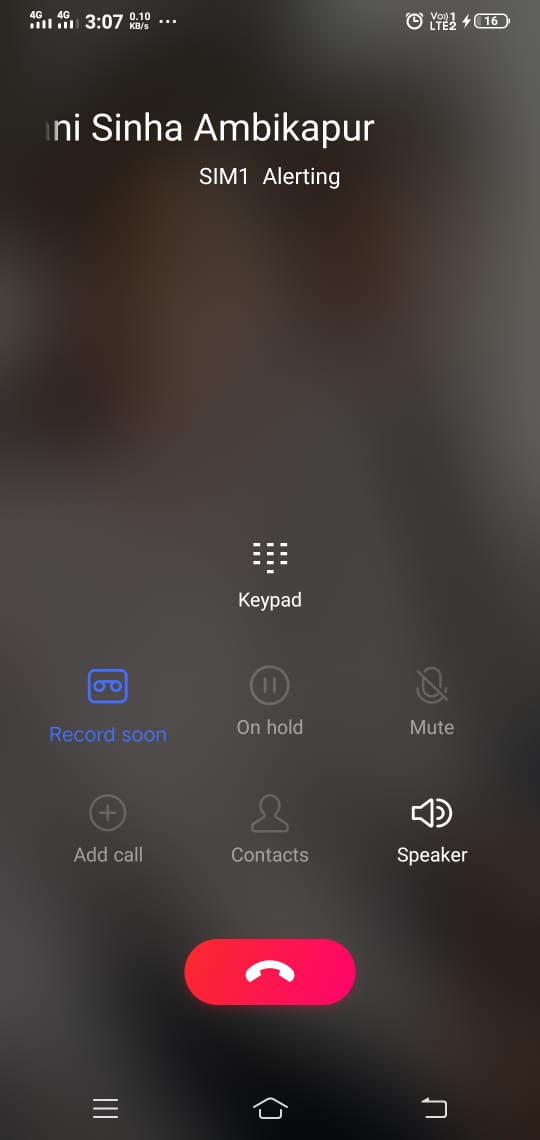 4G 4G 3:07 0.10 KB/s ... Vo))1 LTE2 16
ni Sinha Ambikapur
SIM1 Alerting
Keypad
Record soon On hold Mute
Add call Contacts Speaker